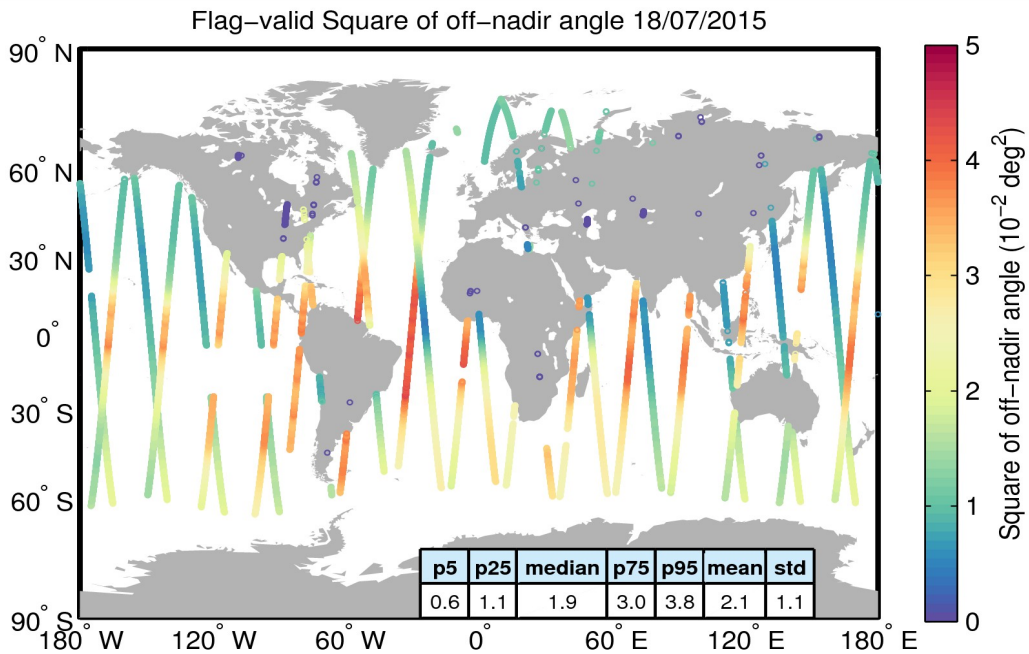 Flag−valid Square of off−nadir angle 18/07/2015
90° N
60° N
30° N
0°
30° S
60° S
90° S
180° W
120° W
60° W
0°
60° E
120° E
180° E
p5 p25 median p75 p95 mean std
0.6 1.1 1.9 3.0 3.8 2.1 1.1
5
4
3
2
1
0
Square of off−nadir angle (10⁻² deg²)